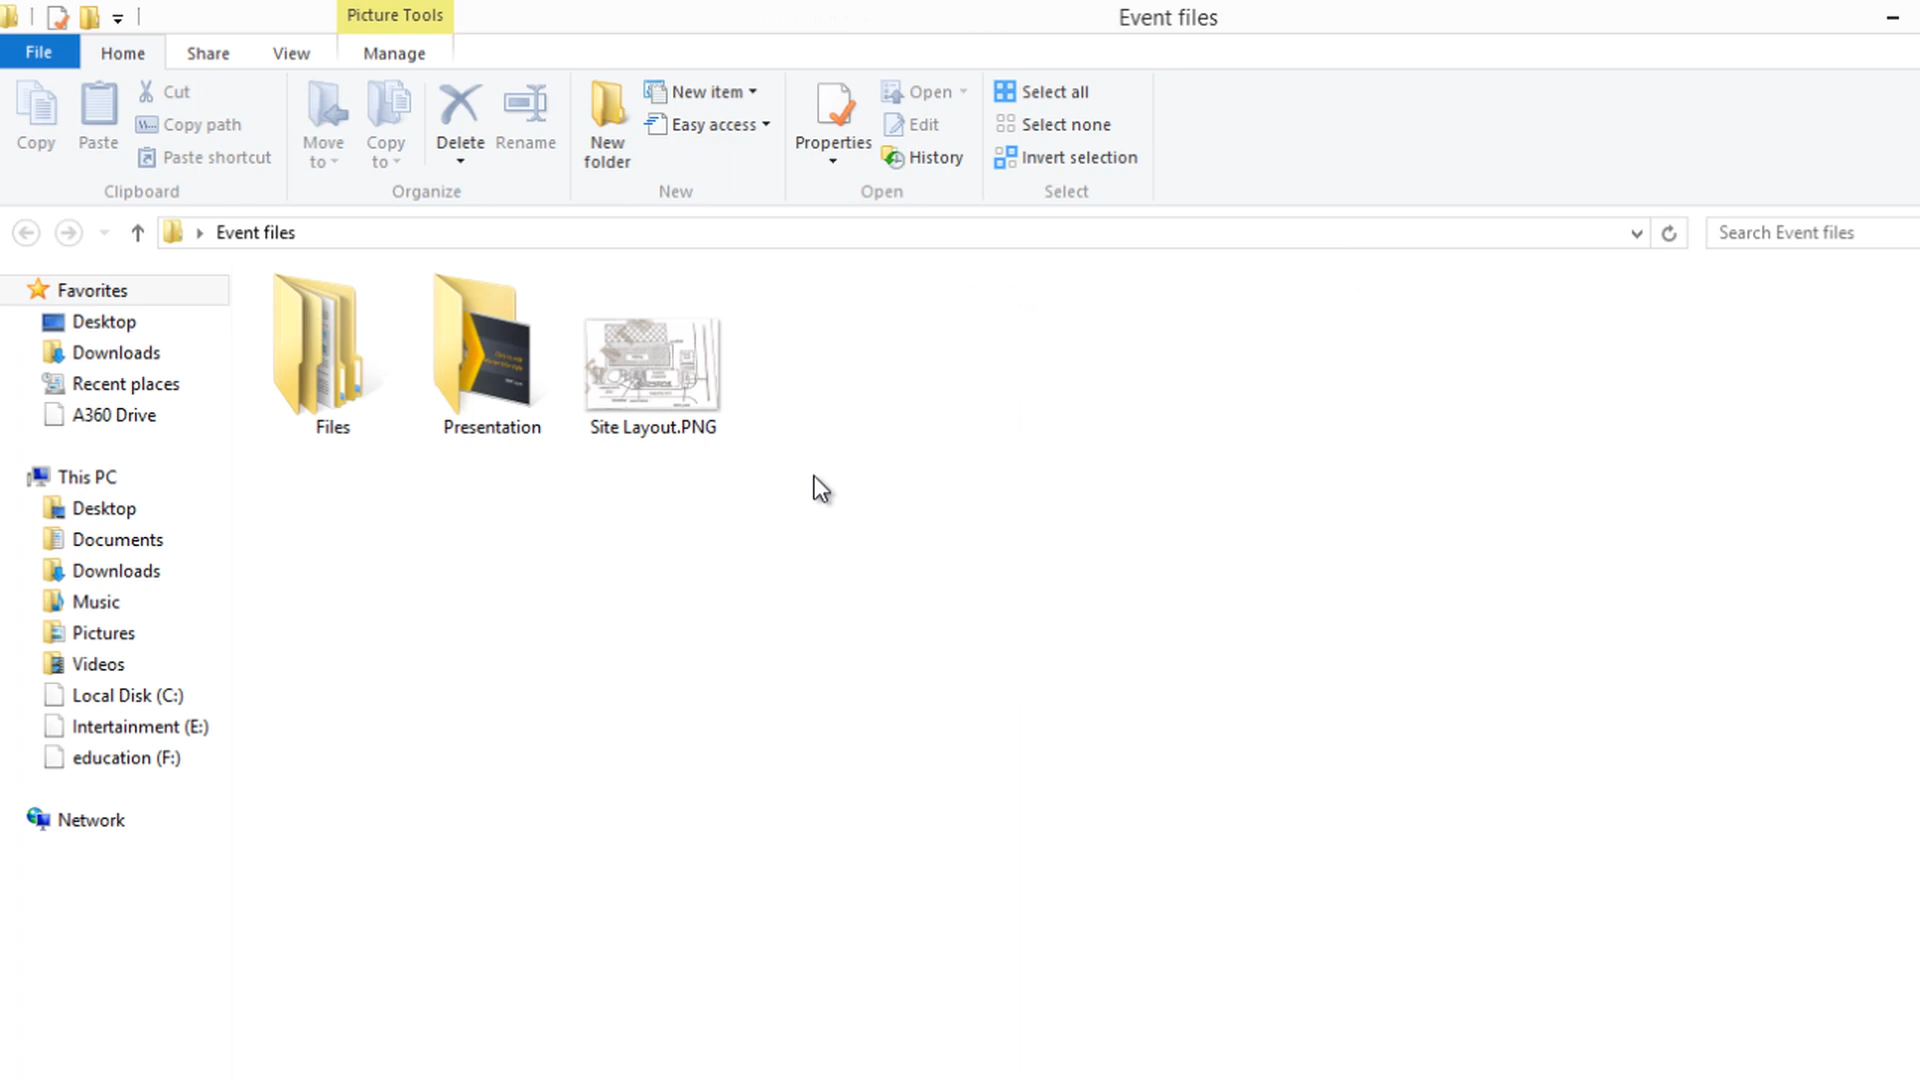 Picture Tools
Event files
File
Home
Share
View
Manage
Copy
Paste
Cut
Copy path
Paste shortcut
Clipboard
Move to
Copy to
Delete
Rename
Organize
New folder
New item
Easy access
New
Properties
Open
Edit
History
Open
Select all
Select none
Invert selection
Select
Event files
Search Event files
Favorites
Desktop
Downloads
Recent places
A360 Drive
This PC
Desktop
Documents
Downloads
Music
Pictures
Videos
Local Disk (C:)
Intertainment (E:)
education (F:)
Network
Files
Presentation
Site Layout.PNG